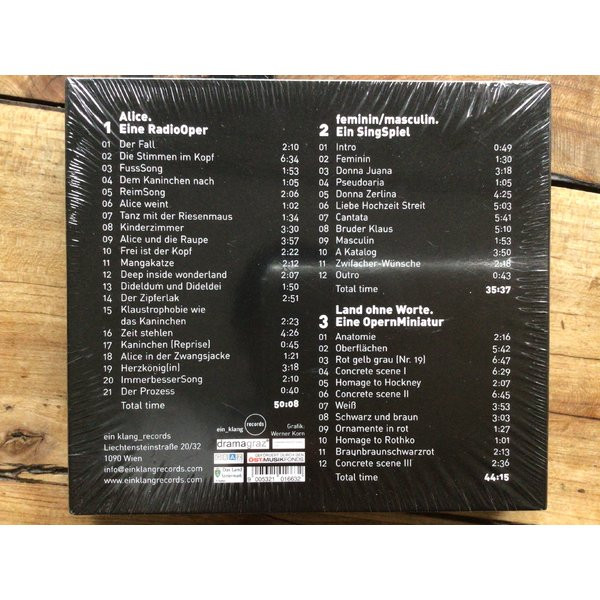 1 Alice.
Eine RadioOper
01 Der Fall 2:10
02 Die Stimmen im Kopf 6:34
03 FussSong 1:53
04 Dem Kaninchen nach 1:05
05 ReimSong 2:06
06 Alice weint 1:02
07 Tanz mit der Riesenmaus 1:34
08 Kinderzimmer 3:30
09 Alice und die Raupe 3:57
10 Frei ist der Kopf 2:22
11 Mangakatze 2:12
12 Deep inside wonderland 2:07
13 Dideldum und Dideldei 1:50
14 Der Zipferlak 2:51
15 Klaustrophobie wie
das Kaninchen 2:23
16 Zeit stehlen 4:26
17 Kaninchen (Reprise) 0:45
18 Alice in der Zwangsjacke 1:21
19 Herzkönig(in) 3:18
20 ImmerbesserSong 2:10
21 Der Prozess 0:40
Total time 50:08
ein klang_records
Liechtensteinstraße 20/32
1090 Wien
info@einklangrecords.com
www.einklangrecords.com
2 feminin/masculin.
Ein SingSpiel
01 Intro 0:49
02 Feminin 1:30
03 Donna Juana 3:18
04 Pseudoaria 1:05
05 Donna Zerlina 4:25
06 Liebe Hochzeit Streit 5:03
07 Cantata 5:41
08 Bruder Klaus 5:10
09 Masculin 1:53
10 A Katalog 3:50
11 Zwifacher-Wünsche 2:18
12 Outro 0:43
Total time 35:37
3 Land ohne Worte.
Eine OpernMiniatur
01 Anatomie 2:16
02 Oberflächen 5:42
03 Rot gelb grau (Nr. 19) 6:47
04 Concrete scene I 6:29
05 Homage to Hockney 2:07
06 Concrete scene II 4:45
07 Weiß 3:53
08 Schwarz und braun 3:03
09 Ornamente in rot 1:27
10 Homage to Rothko 1:01
11 Braunbraunschwarzrot 2:13
12 Concrete scene III 2:36
Total time 44:15
ein_klang records
Grafik:
Werner Korn
dramagraz
GEFÖRDERT DURCH DEN
ÖSTMUSIKFONDS
Das Land
Steiermark
9 005321 016632